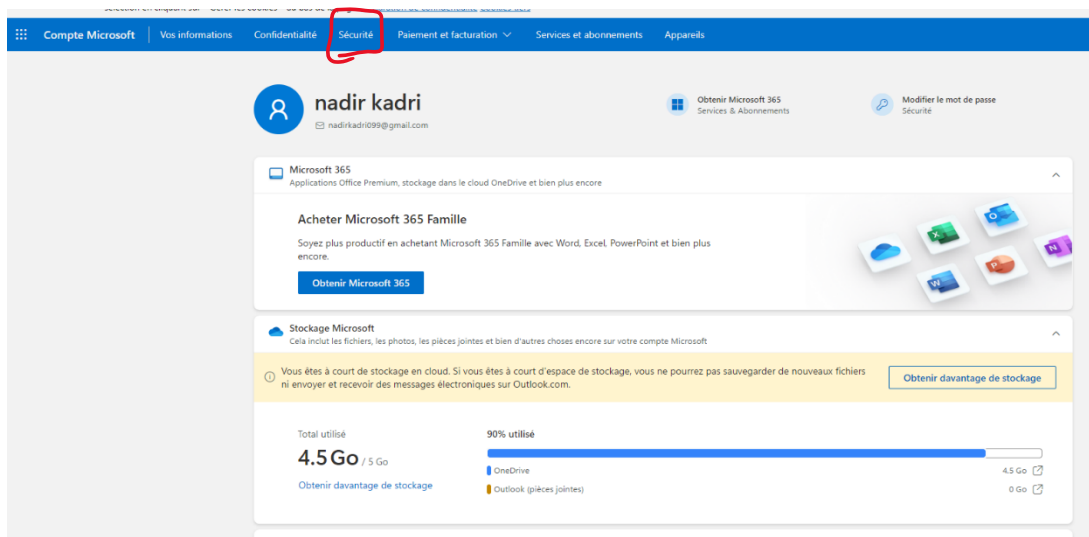 Compte Microsoft Vos informations Confidentialité Sécurité Paiement et facturation Services et abonnements Appareils
nadir kadri
nadirkadri099@gmail.com
Obtenir Microsoft 365
Services & Abonnements
Modifier le mot de passe
Sécurité
Microsoft 365
Applications Office Premium, stockage dans le cloud OneDrive et bien plus encore
Acheter Microsoft 365 Famille
Soyez plus productif en achetant Microsoft 365 Famille avec Word, Excel, PowerPoint et bien plus
encore.
Obtenir Microsoft 365
Stockage Microsoft
Cela inclut les fichiers, les photos, les pièces jointes et bien d'autres choses encore sur votre compte Microsoft
Vous êtes à court de stockage en cloud. Si vous êtes à court d'espace de stockage, vous ne pourrez pas sauvegarder de nouveaux fichiers
ni envoyer et recevoir des messages électroniques sur Outlook.com.
Obtenir davantage de stockage
Total utilisé
4.5 Go / 5 Go
Obtenir davantage de stockage
90% utilisé
OneDrive 4.5 Go
Outlook (pièces jointes) 0 Go